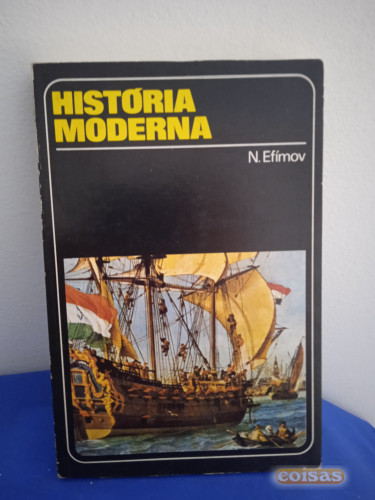 HISTÓRIA
MODERNA
N. Efímov
coisas